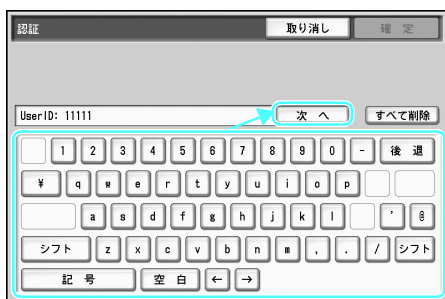 認証 取り消し 確 定
UserID: 11111 次 へ すべて削除
1 2 3 4 5 6 7 8 9 0 - 後 退
¥ q w e r t y u i o p
a s d f g h j k l ' @
シフト z x c v b n m , . / シフト
記 号 空 白 ← →